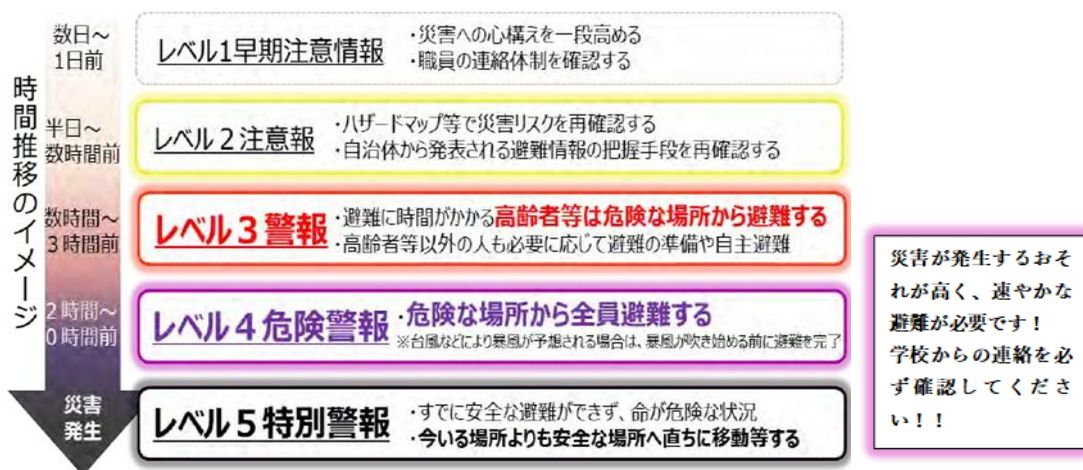 時間推移のイメージ
数日～
1日前
レベル1早期注意情報
・災害への心構えを一段高める
・職員の連絡体制を確認する
半日～
数時間前
レベル２注意報
・ハザードマップ等で災害リスクを再確認する
・自治体から発表される避難情報の把握手段を再確認する
数時間～
３時間前
レベル３警報
・避難に時間がかかる高齢者等は危険な場所から避難する
・高齢者等以外の人も必要に応じて避難の準備や自主避難
２時間～
０時間前
レベル４危険警報
・危険な場所から全員避難する
※台風などにより暴風が予想される場合は、暴風が吹き始める前に避難を完了
災害
発生
レベル５特別警報
・すでに安全な避難ができず、命が危険な状況
・今いる場所よりも安全な場所へ直ちに移動等する
災害が発生するおそ
れが高く、速やかな
避難が必要です！
学校からの連絡を必
ず確認してくださ
い！！